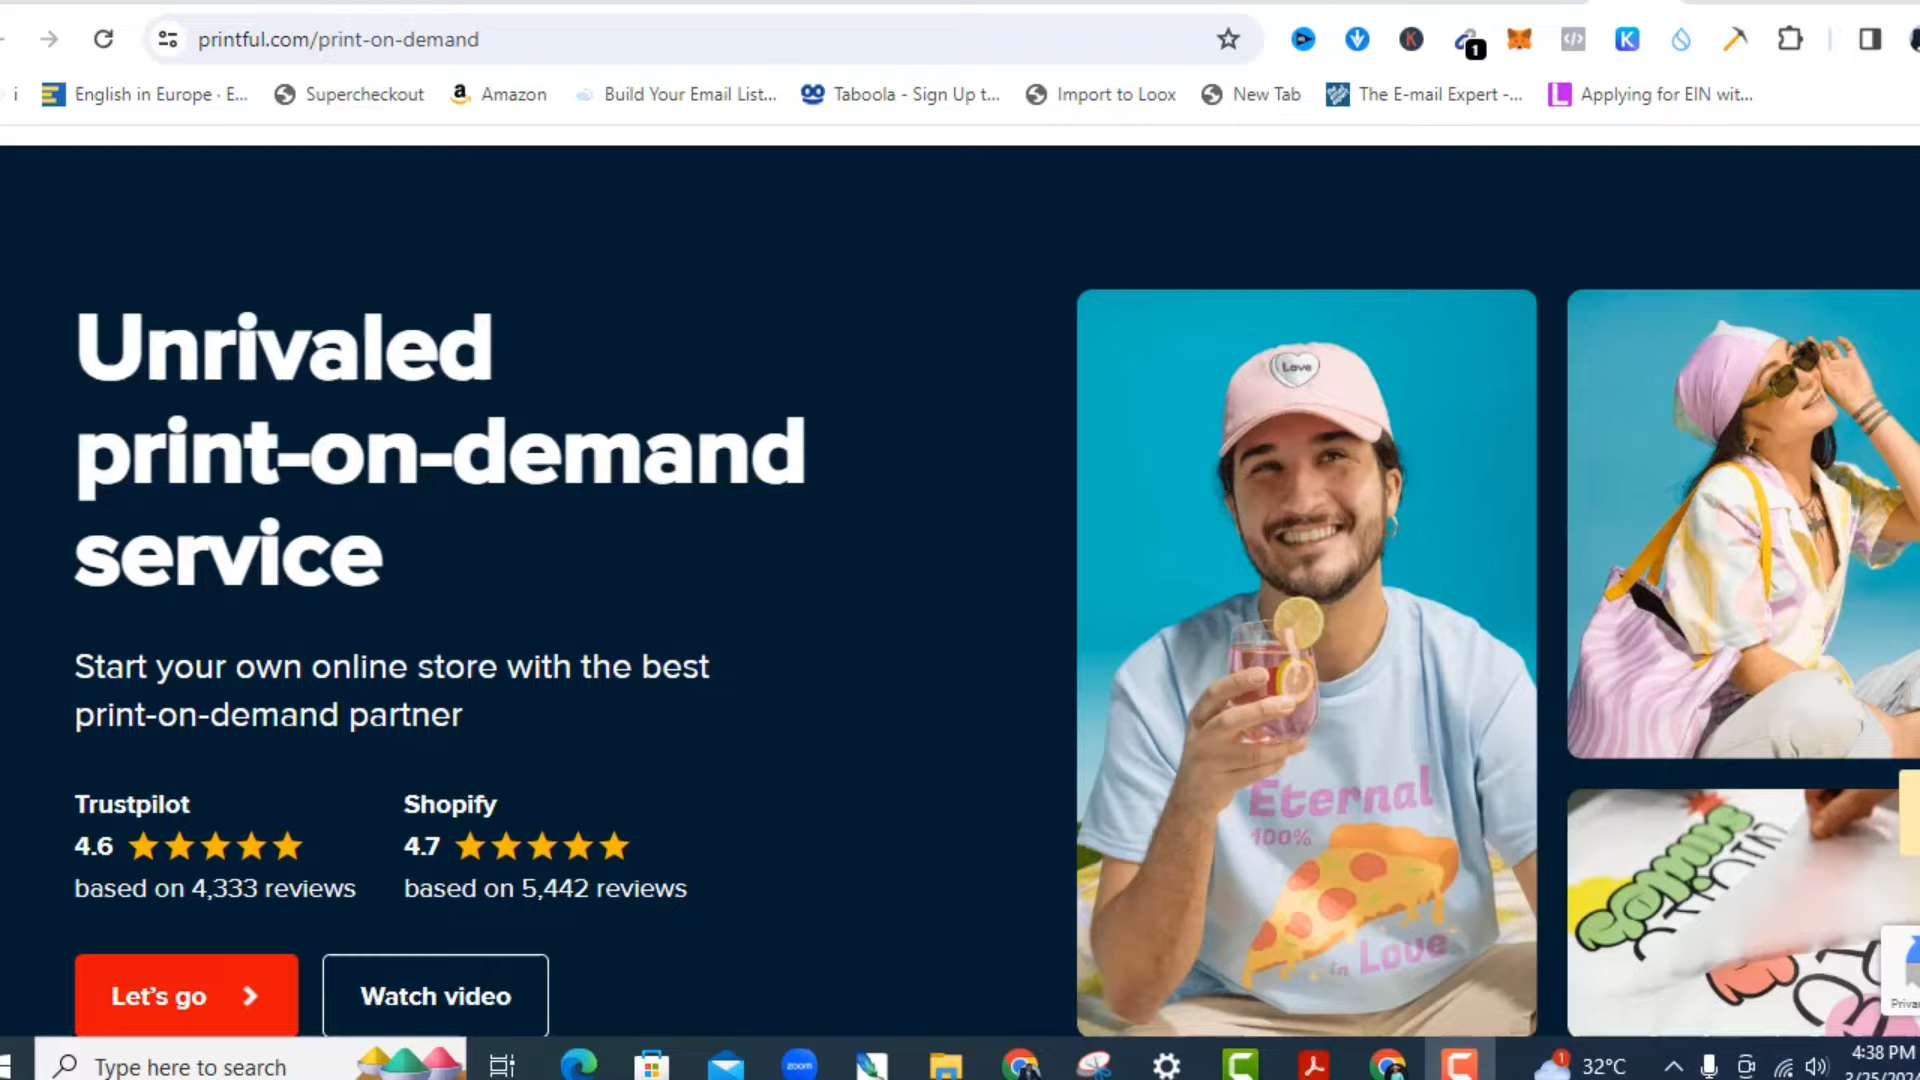 printful.com/print-on-demand
1
i
English in Europe · E...
Supercheckout
Amazon
Build Your Email List...
Taboola - Sign Up t...
Import to Loox
New Tab
The E-mail Expert -...
Applying for EIN wit...
Unrivaled
print-on-demand
service
Start your own online store with the best
print-on-demand partner
Trustpilot
4.6
based on 4,333 reviews
Shopify
4.7
based on 5,442 reviews
Let's go
Watch video
Love
Eternal
100%
in Love
Type here to search
zoom
1
32°C
4:38 PM